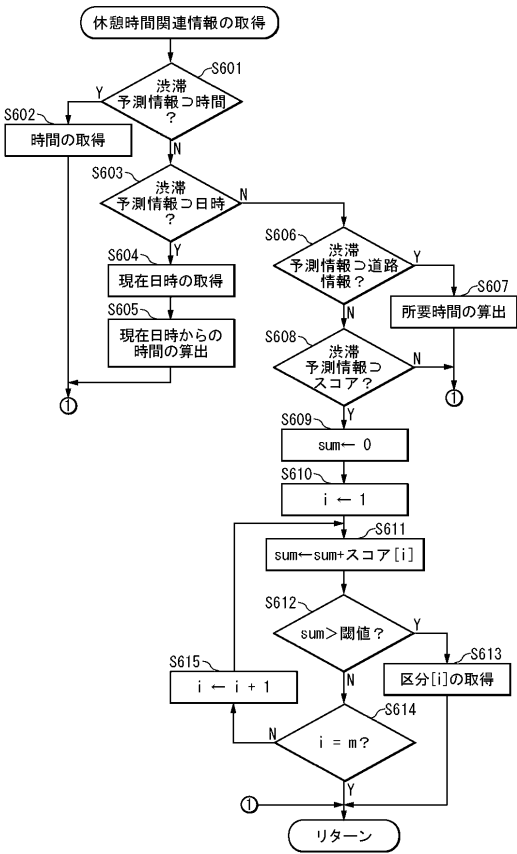 休憩時間関連情報の取得
S601
渋滞
予測情報⊃時間
？
Y
N
S602
時間の取得
S603
渋滞
予測情報⊃日時
？
N
Y
S604
現在日時の取得
S605
現在日時からの
時間の算出
①
S606
渋滞
予測情報⊃道路
情報？
Y
N
S607
所要時間の算出
S608
渋滞
予測情報⊃
スコア？
N
Y
①
S609
sum← 0
S610
i ← 1
S611
sum←sum+スコア[i]
S612
sum＞閾値？
Y
N
S613
区分[i]の取得
S614
i = m？
N
Y
S615
i ← i + 1
①
リターン